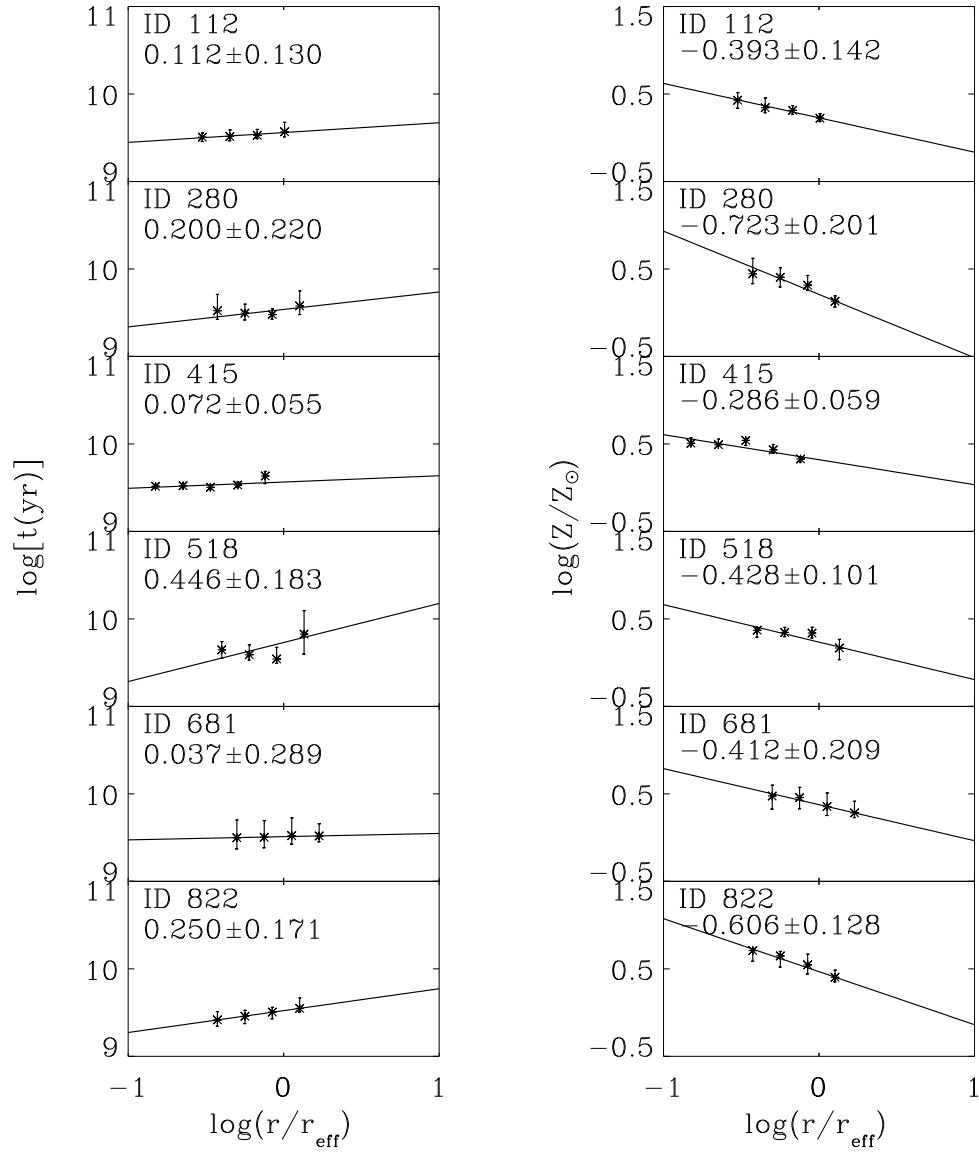 11
ID 112
0.112±0.130
10
9
11
ID 280
0.200±0.220
10
9
11
ID 415
0.072±0.055
10
9
11
ID 518
0.446±0.183
10
9
11
ID 681
0.037±0.289
10
9
11
ID 822
0.250±0.171
10
9
−1 0 1
log(r/r_eff)
log[t(yr)]
1.5
ID 112
−0.393±0.142
0.5
−0.5
1.5
ID 280
−0.723±0.201
0.5
−0.5
1.5
ID 415
−0.286±0.059
0.5
−0.5
1.5
ID 518
−0.428±0.101
0.5
−0.5
1.5
ID 681
−0.412±0.209
0.5
−0.5
1.5
ID 822
−0.606±0.128
0.5
−0.5
−1 0 1
log(r/r_eff)
log(Z/Z⊙)